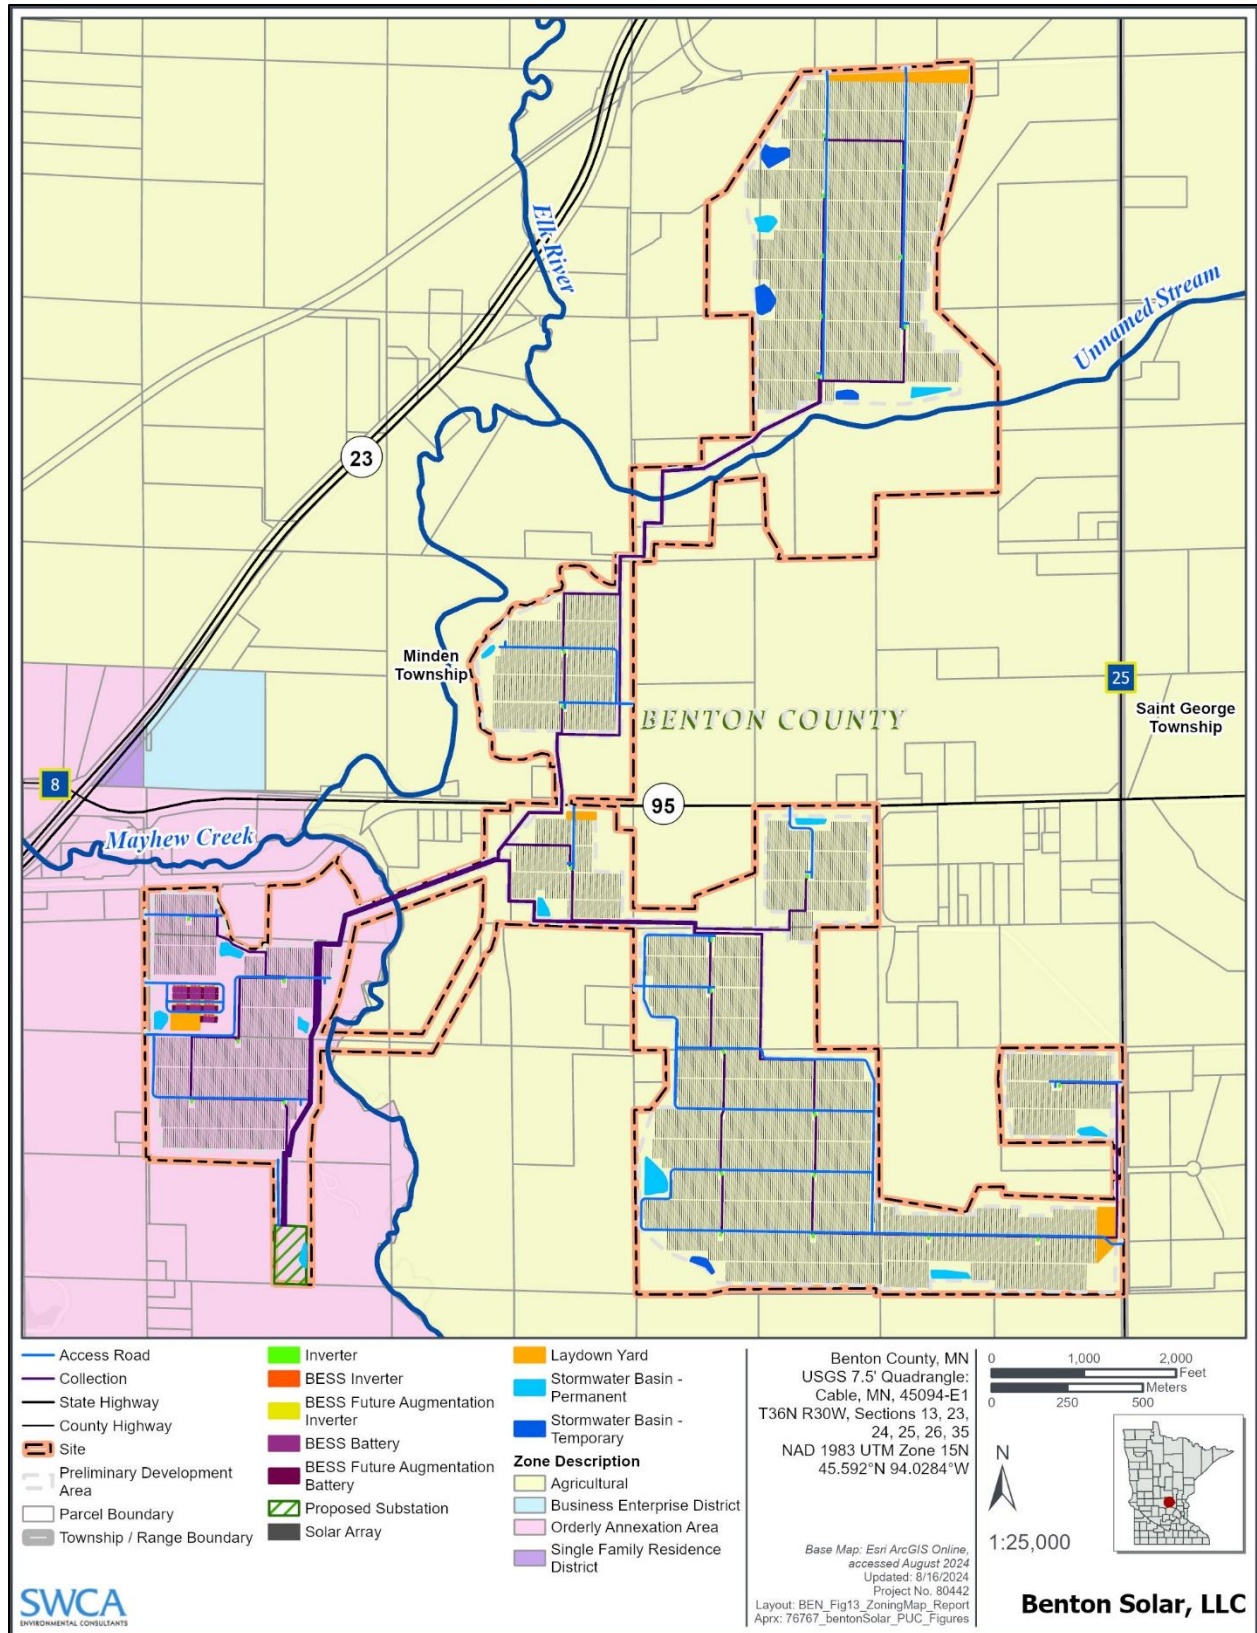 Elk River
Unnamed Stream
23
Minden
Township
25
BENTON COUNTY
Saint George
Township
8
95
Mayhew Creek
Access Road
Collection
State Highway
County Highway
Site
Preliminary Development
Area
Parcel Boundary
Township / Range Boundary
Inverter
BESS Inverter
BESS Future Augmentation
Inverter
BESS Battery
BESS Future Augmentation
Battery
Proposed Substation
Solar Array
Laydown Yard
Stormwater Basin -
Permanent
Stormwater Basin -
Temporary
Zone Description
Agricultural
Business Enterprise District
Orderly Annexation Area
Single Family Residence
District
Benton County, MN
USGS 7.5' Quadrangle:
Cable, MN, 45094-E1
T36N R30W, Sections 13, 23,
24, 25, 26, 35
NAD 1983 UTM Zone 15N
45.592°N 94.0284°W
Base Map: Esri ArcGIS Online,
accessed August 2024
Updated: 8/16/2024
Project No. 80442
Layout: BEN_Fig13_ZoningMap_Report
Aprx: 76767_bentonSolar_PUC_Figures
0 1,000 2,000
Feet
Meters
0 250 500
N
1:25,000
SWCA
ENVIRONMENTAL CONSULTANTS
Benton Solar, LLC